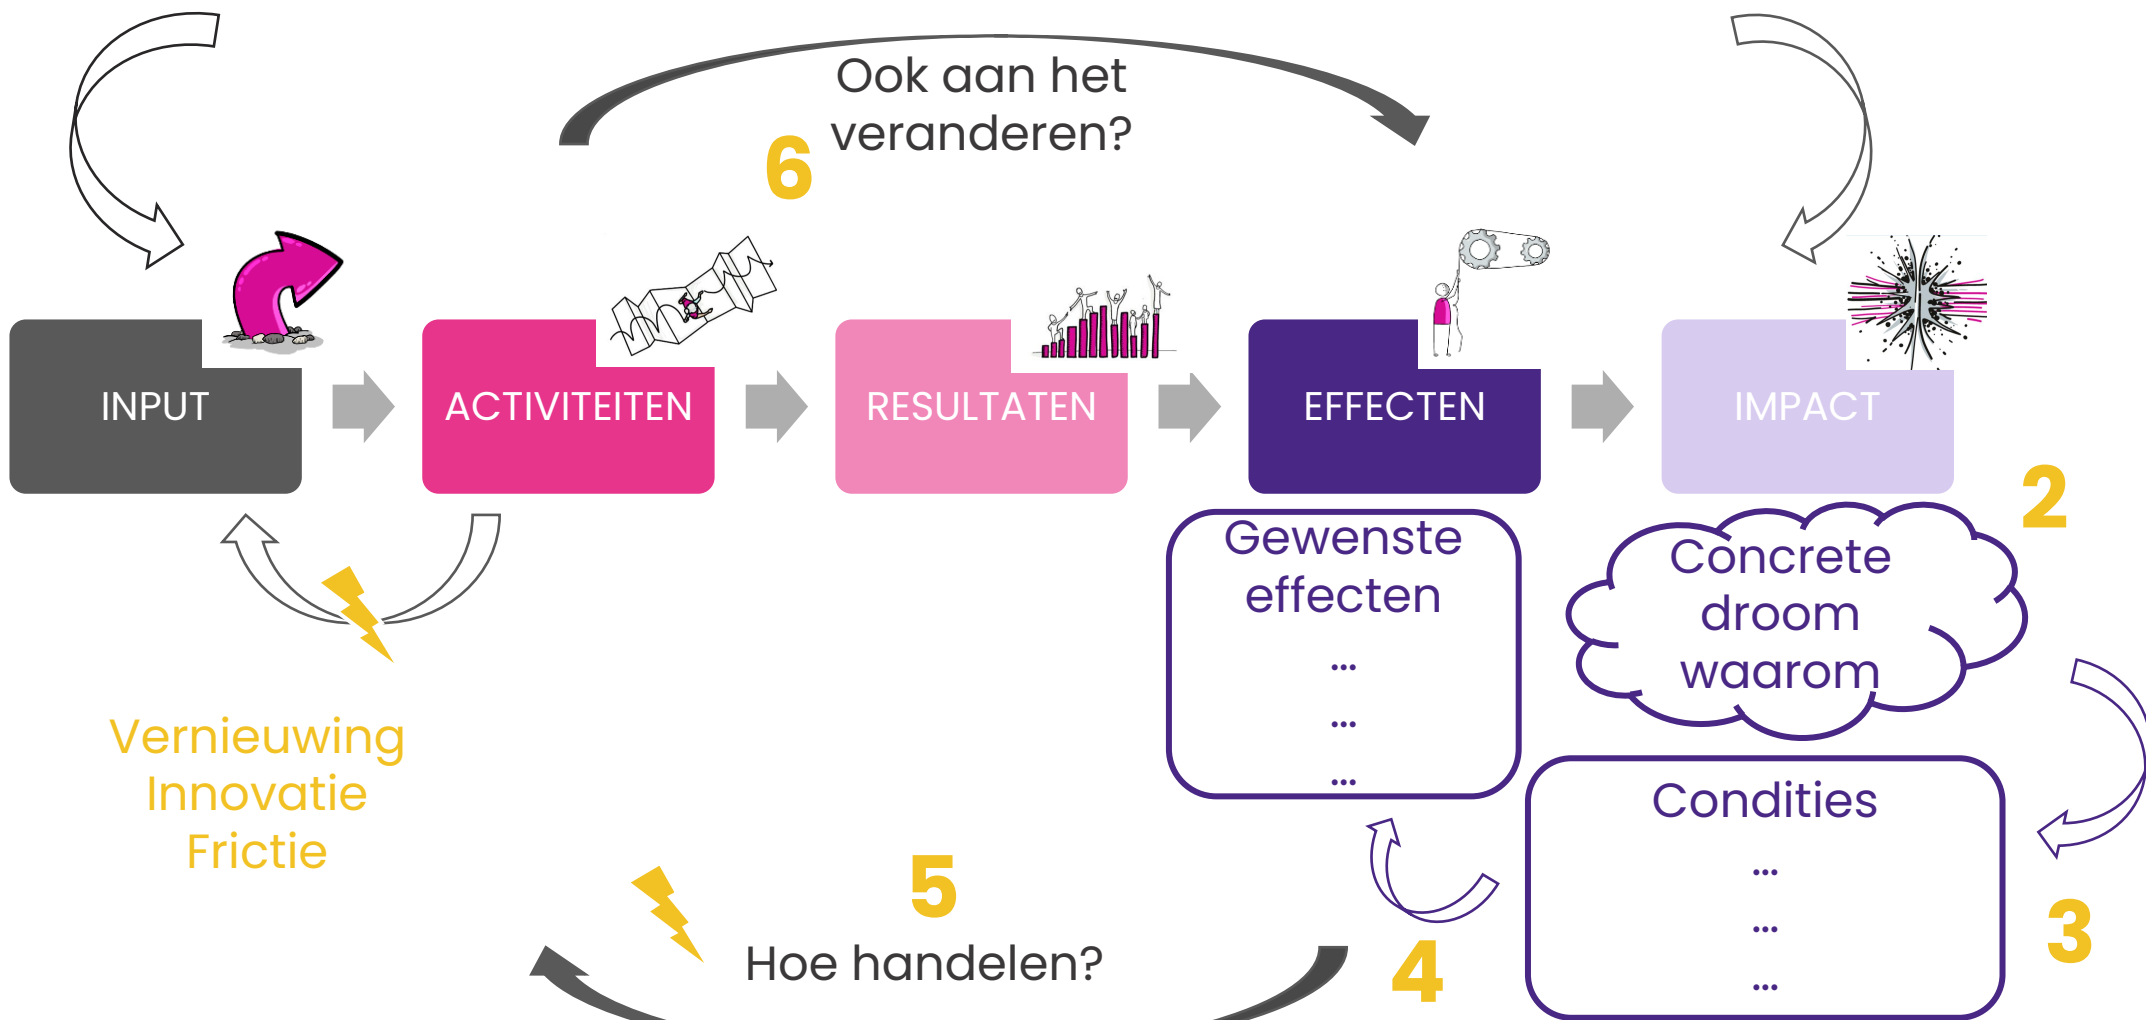 Ook aan het
veranderen?
6
INPUT
ACTIVITEITEN
RESULTATEN
EFFECTEN
IMPACT
2
Gewenste
effecten
...
...
...
Concrete
droom
waarom
Vernieuwing
Innovatie
Frictie
Condities
...
...
...
3
4
5
Hoe handelen?